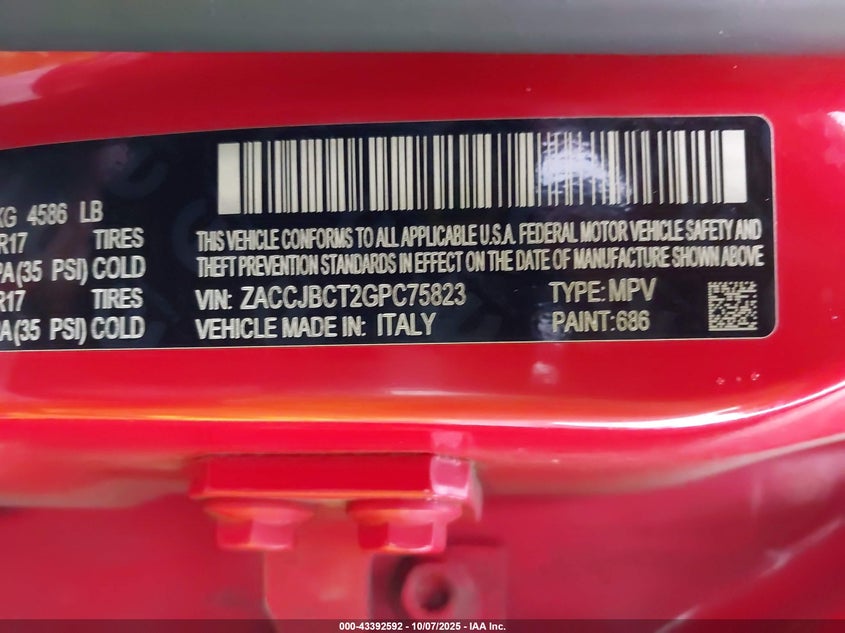 KG 4586 LB
R17 TIRES
PA(35 PSI) COLD
R17 TIRES
PA(35 PSI) COLD
THIS VEHICLE CONFORMS TO ALL APPLICABLE U.S.A. FEDERAL MOTOR VEHICLE SAFETY AND
THEFT PREVENTION STANDARDS IN EFFECT ON THE DATE OF MANUFACTURE SHOWN ABOVE
VIN: ZACCJBCT2GPC75823 TYPE: MPV
VEHICLE MADE IN: ITALY PAINT:686
000-43392592 - 10/07/2025 - IAA Inc.